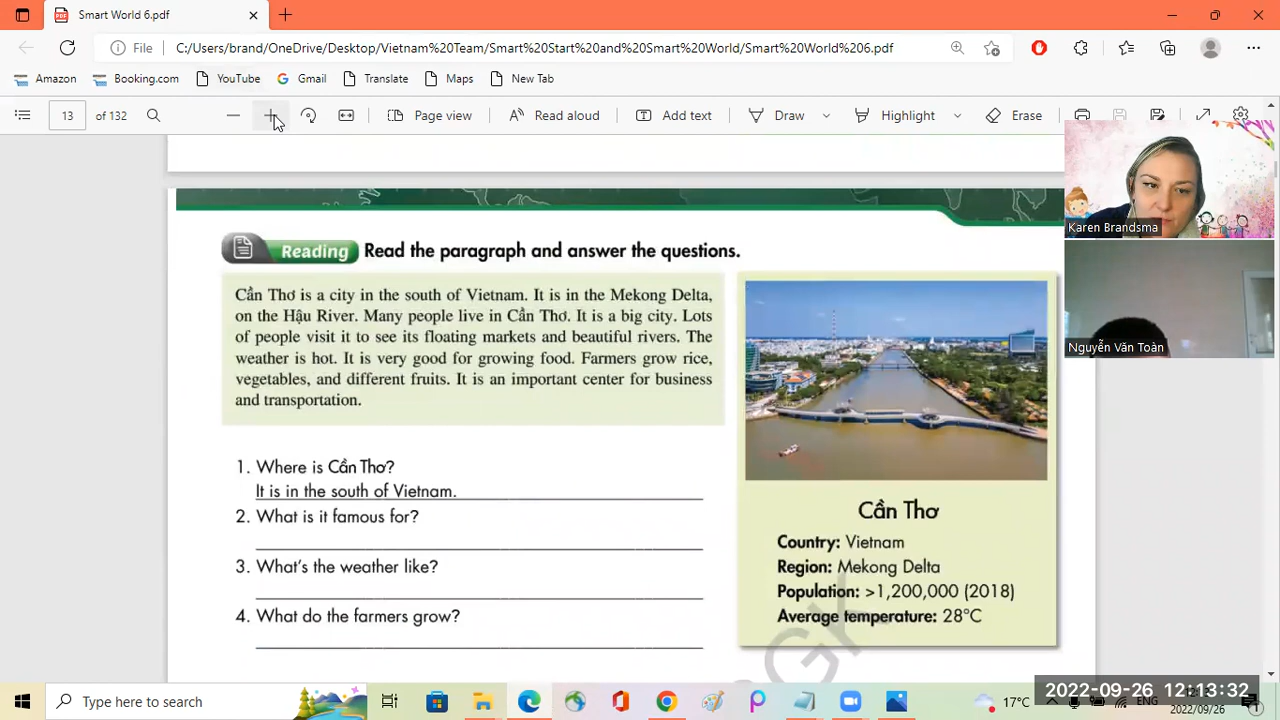 Smart World 6.pdf
File
C:/Users/brand/OneDrive/Desktop/Vietnam%20Team/Smart%20Start%20and%20Smart%20World/Smart%20World%206.pdf
Amazon
Booking.com
YouTube
Gmail
Translate
Maps
New Tab
13 of 132
Page view
Read aloud
Add text
Draw
Highlight
Erase
Karen Brandsma
Nguyễn Văn Toàn
Reading Read the paragraph and answer the questions.
Cần Thơ is a city in the south of Vietnam. It is in the Mekong Delta,
on the Hậu River. Many people live in Cần Thơ. It is a big city. Lots
of people visit it to see its floating markets and beautiful rivers. The
weather is hot. It is very good for growing food. Farmers grow rice,
vegetables, and different fruits. It is an important center for business
and transportation.
1. Where is Cần Thơ?
It is in the south of Vietnam.
2. What is it famous for?
3. What's the weather like?
4. What do the farmers grow?
Cần Thơ
Country: Vietnam
Region: Mekong Delta
Population: >1,200,000 (2018)
Average temperature: 28°C
GK
Type here to search
17°C
ENG
2022-09-26 12:13:32
2022/09/26